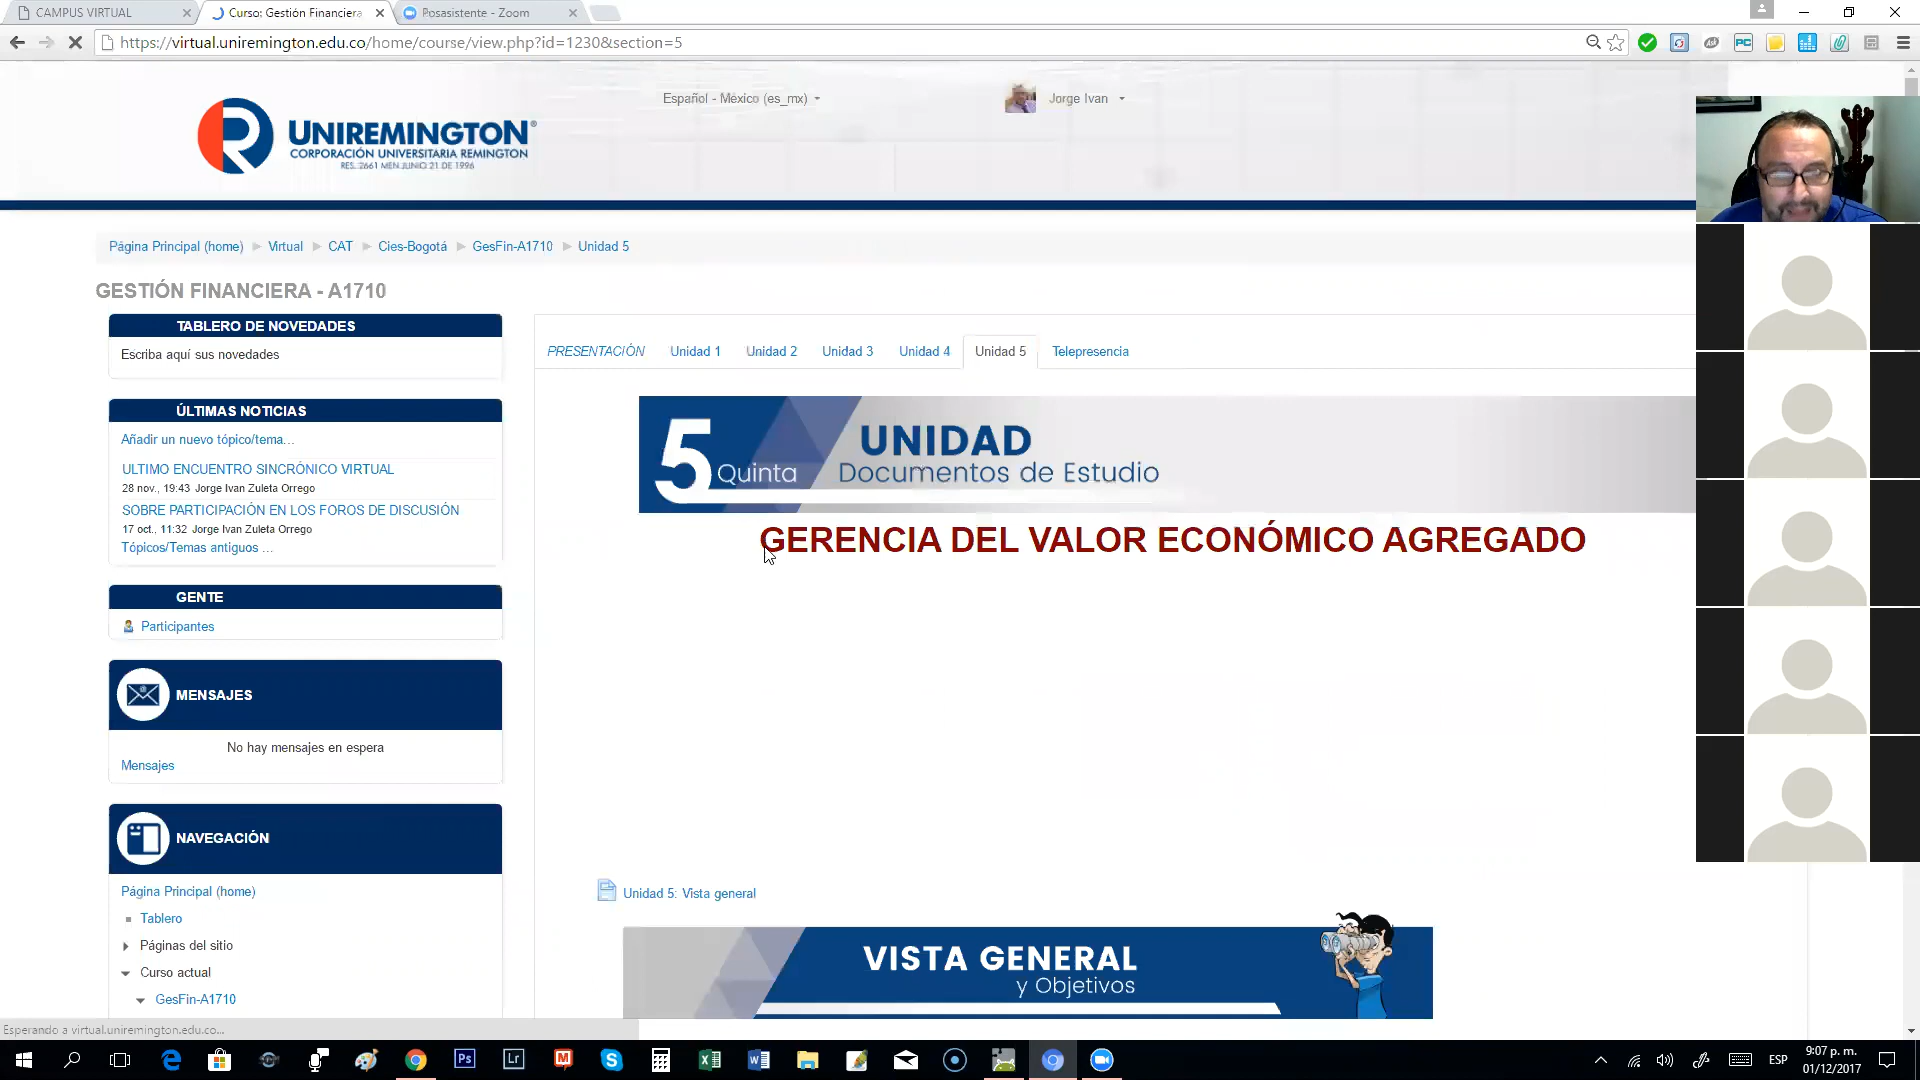 CAMPUS VIRTUAL
Curso: Gestión Financiera
Posasistente - Zoom
https://virtual.uniremington.edu.co/home/course/view.php?id=1230&section=5
Español - México (es_mx)
Jorge Ivan
UNIREMINGTON®
CORPORACIÓN UNIVERSITARIA REMINGTON
RES. 2661 MEN JUNIO 21 DE 1996
Página Principal (home) Virtual CAT Cies-Bogotá GesFin-A1710 Unidad 5
GESTIÓN FINANCIERA - A1710
TABLERO DE NOVEDADES
Escriba aquí sus novedades
ÚLTIMAS NOTICIAS
Añadir un nuevo tópico/tema...
ULTIMO ENCUENTRO SINCRÓNICO VIRTUAL
28 nov., 19:43 Jorge Ivan Zuleta Orrego
SOBRE PARTICIPACIÓN EN LOS FOROS DE DISCUSIÓN
17 oct., 11:32 Jorge Ivan Zuleta Orrego
Tópicos/Temas antiguos ...
GENTE
Participantes
MENSAJES
No hay mensajes en espera
Mensajes
NAVEGACIÓN
Página Principal (home)
Tablero
Páginas del sitio
Curso actual
GesFin-A1710
PRESENTACIÓN Unidad 1 Unidad 2 Unidad 3 Unidad 4 Unidad 5 Telepresencia
5 Quinta
UNIDAD
Documentos de Estudio
GERENCIA DEL VALOR ECONÓMICO AGREGADO
Unidad 5: Vista general
VISTA GENERAL
y Objetivos
Esperando a virtual.uniremington.edu.co...
ESP
9:07 p. m.
01/12/2017